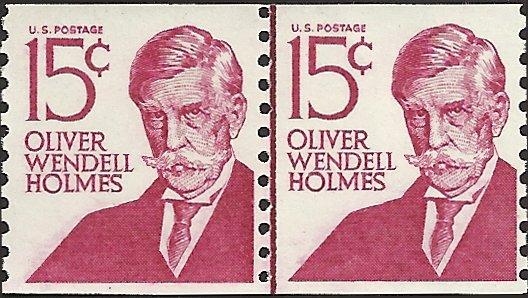 U.S. POSTAGE
15¢
OLIVER
WENDELL
HOLMES
U.S. POSTAGE
15¢
OLIVER
WENDELL
HOLMES